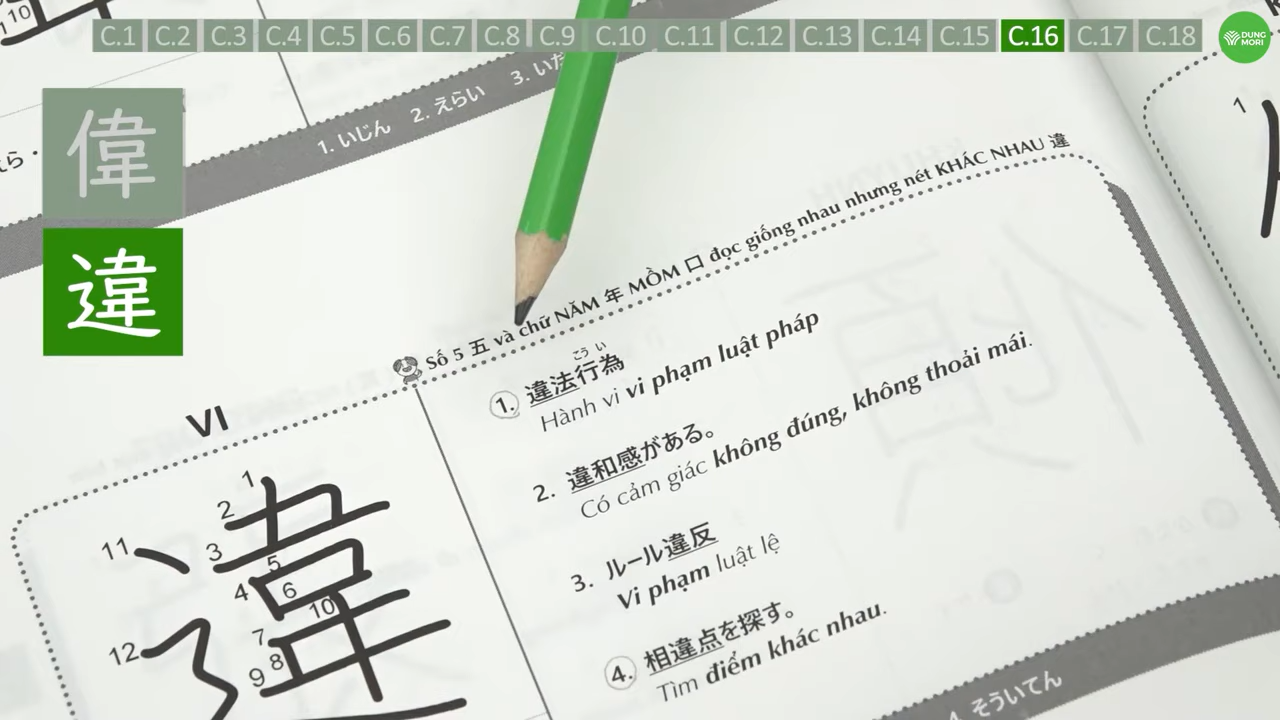 C.1 C.2 C.3 C.4 C.5 C.6 C.7 C.8 C.9 C.10 C.11 C.12 C.13 C.14 C.15 C.16 C.17 C.18
DUNG MORI
10
1. いじん 2. えらい 3. いだ
えら・
偉
違
Số 5 五 và chữ NĂM 年 MỒM 口 đọc giống nhau nhưng nét KHÁC NHAU 違
VI
違
1 2 3 4 5 6 7 8 9 10 11 12
こう い
1. 違法行為
Hành vi vi phạm luật pháp
2. 違和感がある。
Có cảm giác không đúng, không thoải mái.
3. ルール違反
Vi phạm luật lệ
4. 相違点を探す。
Tìm điểm khác nhau.
4. そういてん
1